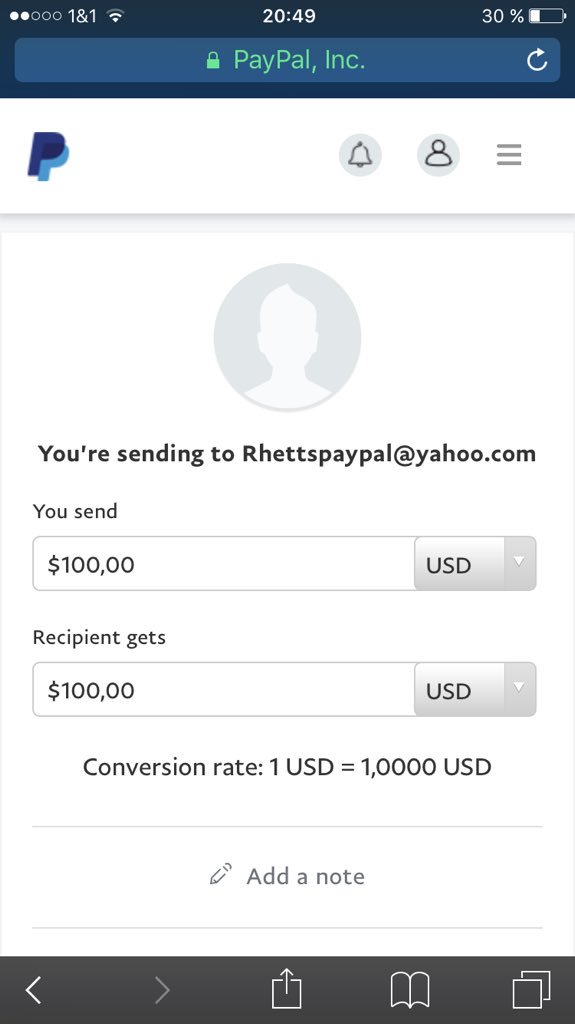 1&1 20:49 30 %
PayPal, Inc.
You're sending to Rhettspaypal@yahoo.com
You send
$100,00 USD
Recipient gets
$100,00 USD
Conversion rate: 1 USD = 1,0000 USD
Add a note